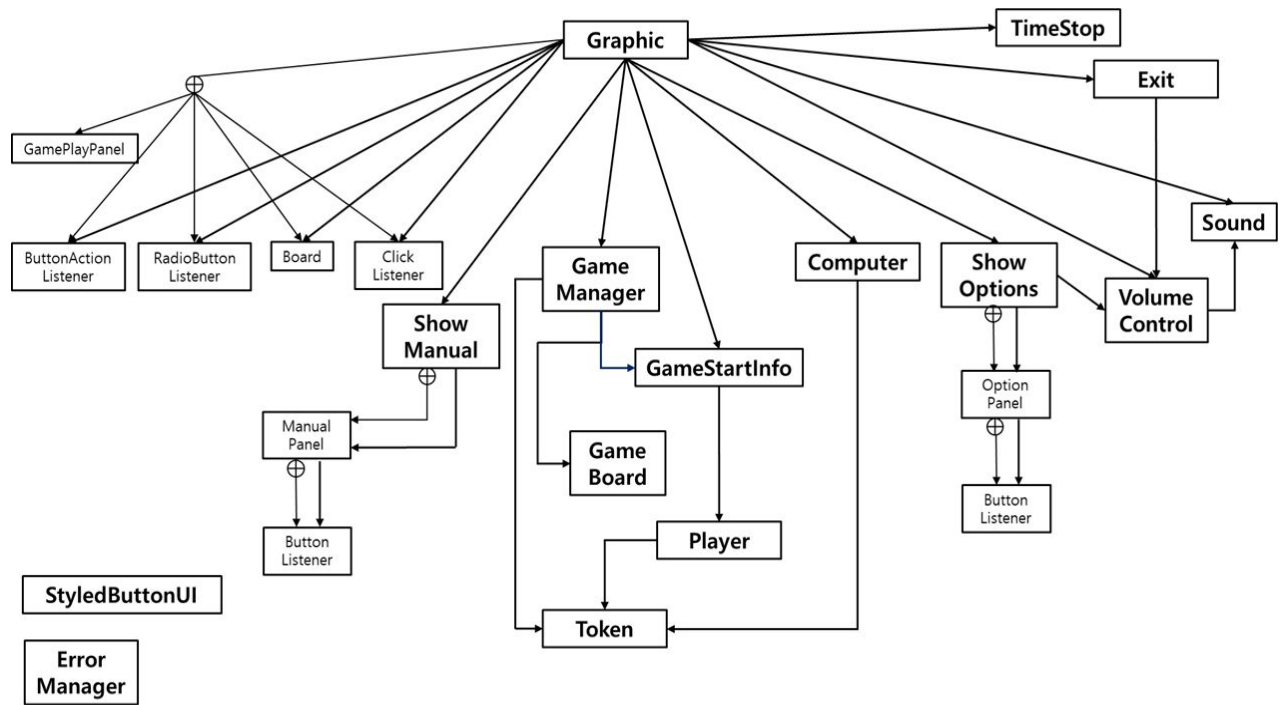 Graphic
TimeStop
Exit
GamePlayPanel
Sound
ButtonAction
Listener
RadioButton
Listener
Board
Click
Listener
Game
Manager
Computer
Show
Options
Volume
Control
Show
Manual
GameStartInfo
Option
Panel
Manual
Panel
Game
Board
Button
Listener
Player
Button
Listener
StyledButtonUI
Token
Error
Manager